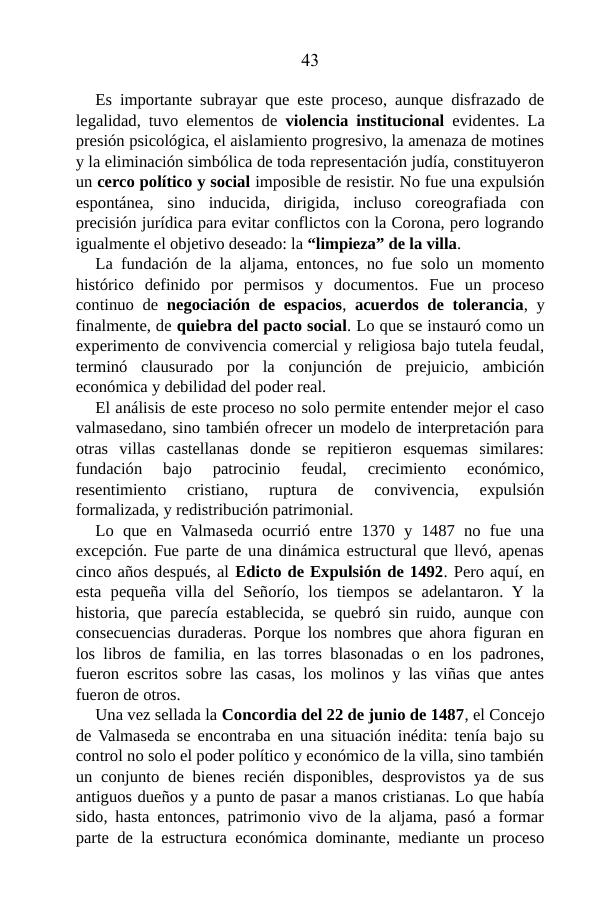 43
Es importante subrayar que este proceso, aunque disfrazado de
legalidad, tuvo elementos de violencia institucional evidentes. La
presión psicológica, el aislamiento progresivo, la amenaza de motines
y la eliminación simbólica de toda representación judía, constituyeron
un cerco político y social imposible de resistir. No fue una expulsión
espontánea, sino inducida, dirigida, incluso coreografiada con
precisión jurídica para evitar conflictos con la Corona, pero logrando
igualmente el objetivo deseado: la “limpieza” de la villa.
La fundación de la aljama, entonces, no fue solo un momento
histórico definido por permisos y documentos. Fue un proceso
continuo de negociación de espacios, acuerdos de tolerancia, y
finalmente, de quiebra del pacto social. Lo que se instauró como un
experimento de convivencia comercial y religiosa bajo tutela feudal,
terminó clausurado por la conjunción de prejuicio, ambición
económica y debilidad del poder real.
El análisis de este proceso no solo permite entender mejor el caso
valmasedano, sino también ofrecer un modelo de interpretación para
otras villas castellanas donde se repitieron esquemas similares:
fundación bajo patrocinio feudal, crecimiento económico,
resentimiento cristiano, ruptura de convivencia, expulsión
formalizada, y redistribución patrimonial.
Lo que en Valmaseda ocurrió entre 1370 y 1487 no fue una
excepción. Fue parte de una dinámica estructural que llevó, apenas
cinco años después, al Edicto de Expulsión de 1492. Pero aquí, en
esta pequeña villa del Señorío, los tiempos se adelantaron. Y la
historia, que parecía establecida, se quebró sin ruido, aunque con
consecuencias duraderas. Porque los nombres que ahora figuran en
los libros de familia, en las torres blasonadas o en los padrones,
fueron escritos sobre las casas, los molinos y las viñas que antes
fueron de otros.
Una vez sellada la Concordia del 22 de junio de 1487, el Concejo
de Valmaseda se encontraba en una situación inédita: tenía bajo su
control no solo el poder político y económico de la villa, sino también
un conjunto de bienes recién disponibles, desprovistos ya de sus
antiguos dueños y a punto de pasar a manos cristianas. Lo que había
sido, hasta entonces, patrimonio vivo de la aljama, pasó a formar
parte de la estructura económica dominante, mediante un proceso